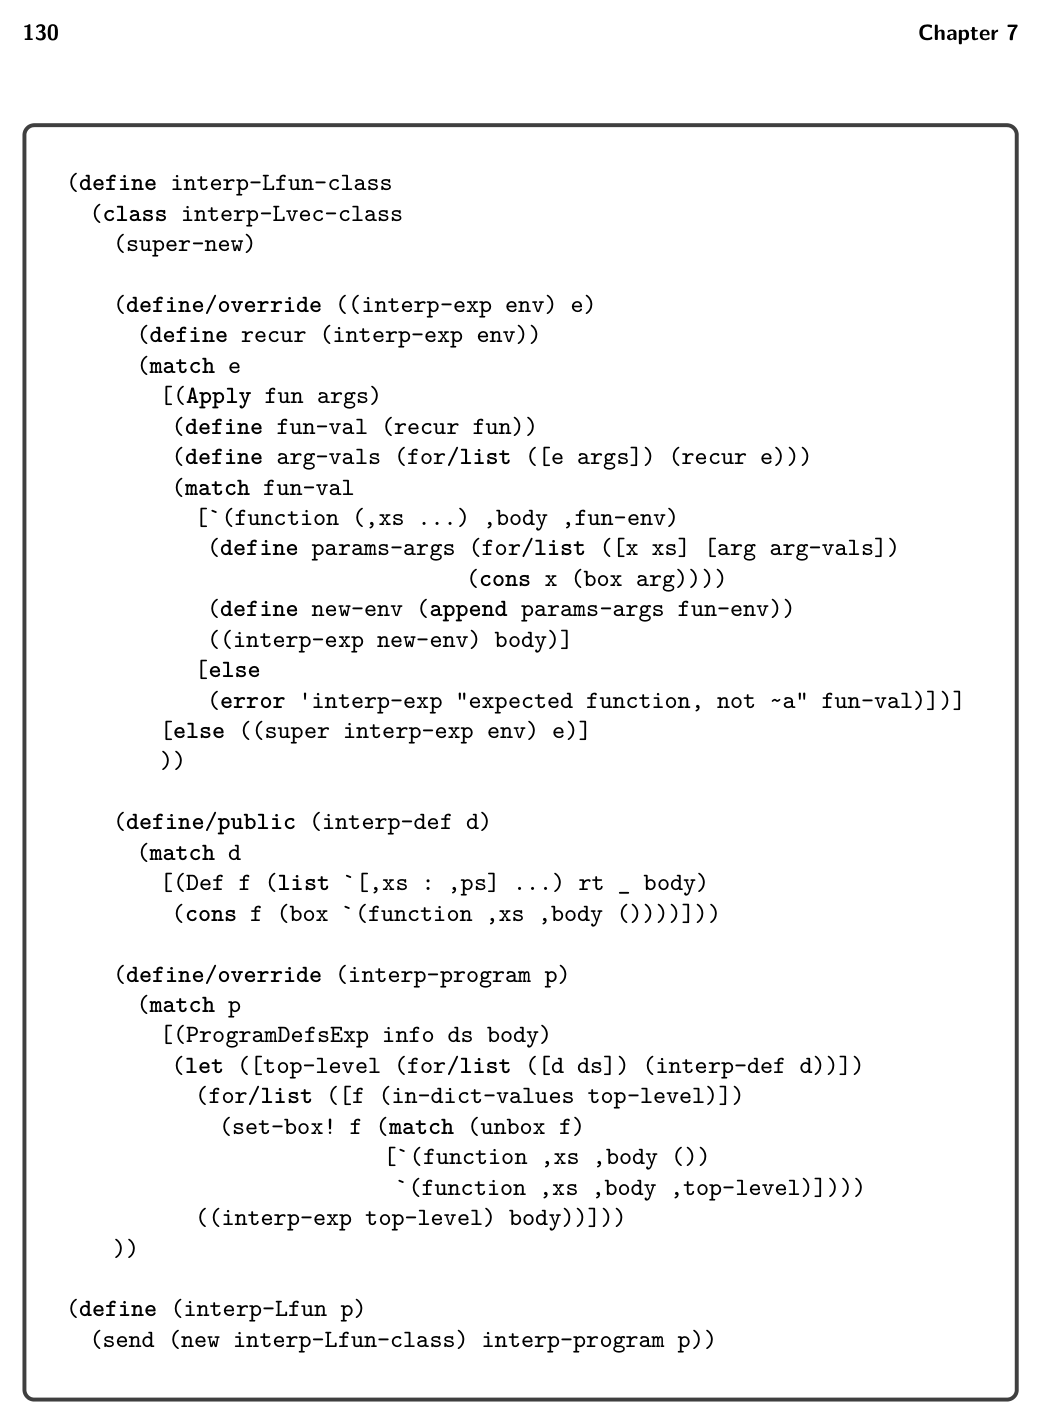 130 Chapter 7
(define interp-Lfun-class
  (class interp-Lvec-class
    (super-new)

    (define/override ((interp-exp env) e)
      (define recur (interp-exp env))
      (match e
        [(Apply fun args)
         (define fun-val (recur fun))
         (define arg-vals (for/list ([e args]) (recur e)))
         (match fun-val
           [`(function (,xs ...) ,body ,fun-env)
            (define params-args (for/list ([x xs] [arg arg-vals])
                                  (cons x (box arg))))
            (define new-env (append params-args fun-env))
            ((interp-exp new-env) body)]
           [else
            (error 'interp-exp "expected function, not ~a" fun-val)])]
        [else ((super interp-exp env) e)]
        ))

    (define/public (interp-def d)
      (match d
        [(Def f (list `[,xs : ,ps] ...) rt _ body)
         (cons f (box `(function ,xs ,body ())))]))

    (define/override (interp-program p)
      (match p
        [(ProgramDefsExp info ds body)
         (let ([top-level (for/list ([d ds]) (interp-def d))])
           (for/list ([f (in-dict-values top-level)])
             (set-box! f (match (unbox f)
                           [`(function ,xs ,body ())
                            `(function ,xs ,body ,top-level)])))
           ((interp-exp top-level) body))]))
    ))

(define (interp-Lfun p)
  (send (new interp-Lfun-class) interp-program p))